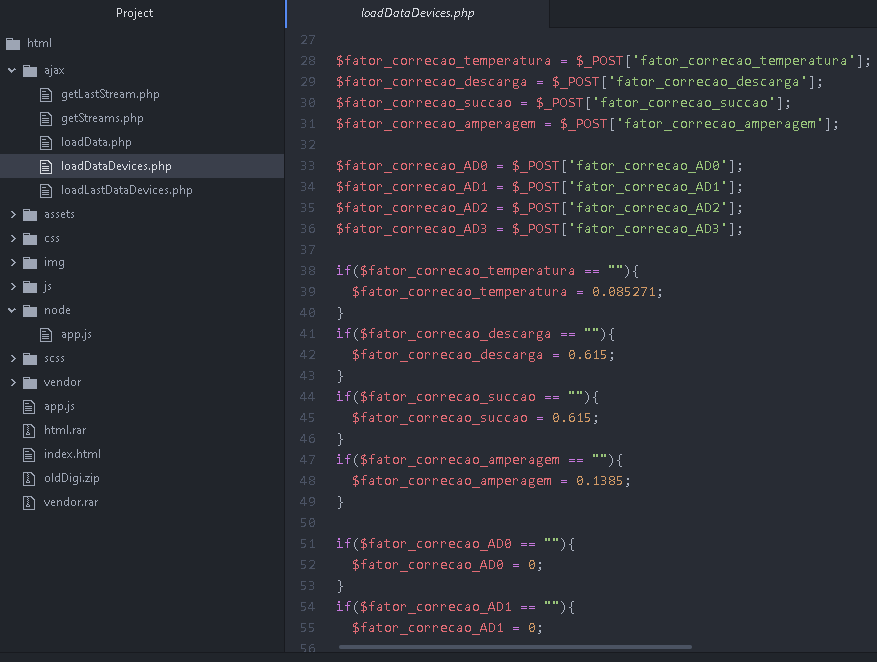 Project
html
ajax
getLastStream.php
getStreams.php
loadData.php
loadDataDevices.php
loadLastDataDevices.php
assets
css
img
js
node
app.js
scss
vendor
app.js
html.rar
index.html
oldDigi.zip
vendor.rar
loadDataDevices.php
27
28 $fator_correcao_temperatura = $_POST['fator_correcao_temperatura'];
29 $fator_correcao_descarga = $_POST['fator_correcao_descarga'];
30 $fator_correcao_succao = $_POST['fator_correcao_succao'];
31 $fator_correcao_amperagem = $_POST['fator_correcao_amperagem'];
32
33 $fator_correcao_AD0 = $_POST['fator_correcao_AD0'];
34 $fator_correcao_AD1 = $_POST['fator_correcao_AD1'];
35 $fator_correcao_AD2 = $_POST['fator_correcao_AD2'];
36 $fator_correcao_AD3 = $_POST['fator_correcao_AD3'];
37
38 if($fator_correcao_temperatura == ""){
39 $fator_correcao_temperatura = 0.085271;
40 }
41 if($fator_correcao_descarga == ""){
42 $fator_correcao_descarga = 0.615;
43 }
44 if($fator_correcao_succao == ""){
45 $fator_correcao_succao = 0.615;
46 }
47 if($fator_correcao_amperagem == ""){
48 $fator_correcao_amperagem = 0.1385;
49 }
50
51 if($fator_correcao_AD0 == ""){
52 $fator_correcao_AD0 = 0;
53 }
54 if($fator_correcao_AD1 == ""){
55 $fator_correcao_AD1 = 0;
56